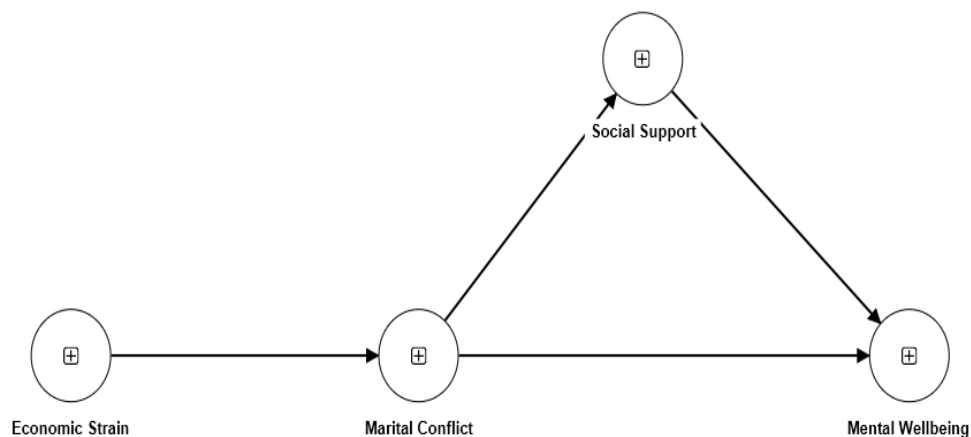 Social Support
Economic Strain
Marital Conflict
Mental Wellbeing